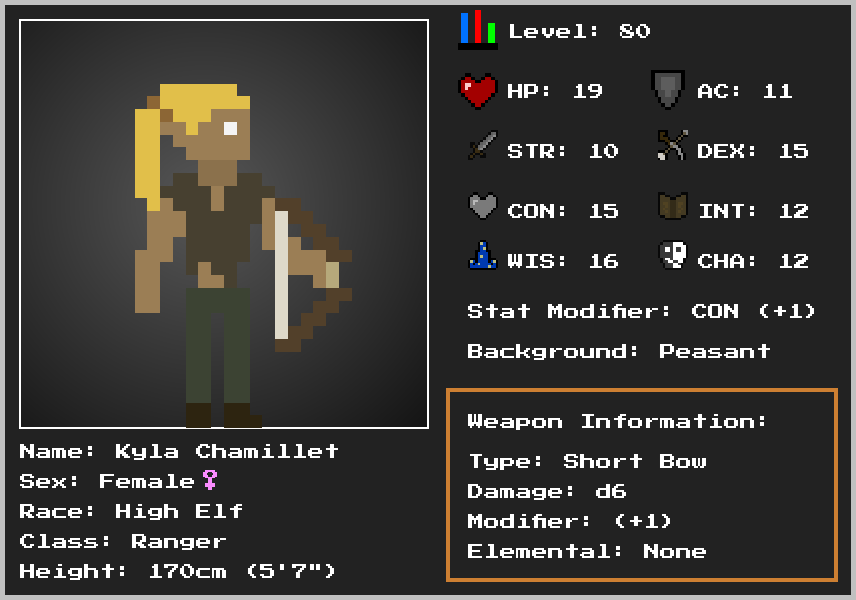 Level: 80
HP: 19
AC: 11
STR: 10
DEX: 15
CON: 15
INT: 12
WIS: 16
CHA: 12
Stat Modifier: CON (+1)
Background: Peasant
Weapon Information:
Type: Short Bow
Damage: d6
Modifier: (+1)
Elemental: None
Name: Kyla Chamillet
Sex: Female♀
Race: High Elf
Class: Ranger
Height: 170cm (5'7")